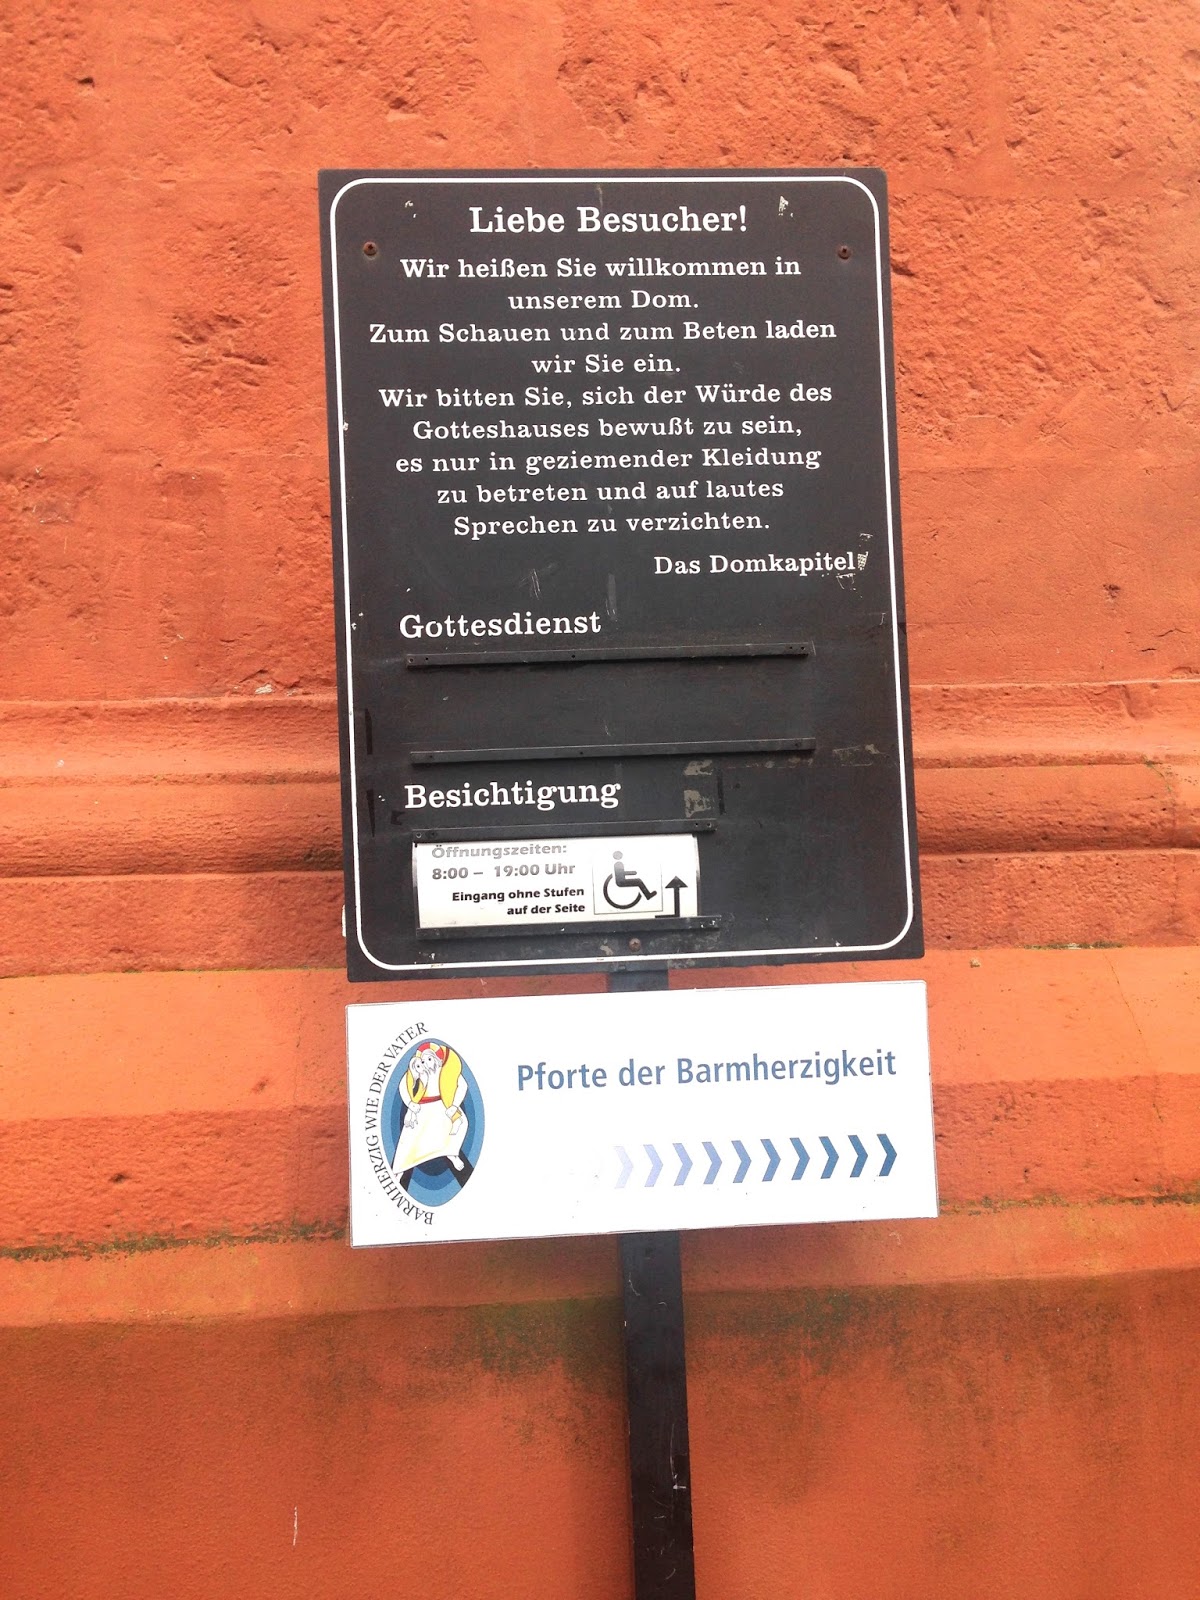 Liebe Besucher!
Wir heißen Sie willkommen in
unserem Dom.
Zum Schauen und zum Beten laden
wir Sie ein.
Wir bitten Sie, sich der Würde des
Gotteshauses bewußt zu sein,
es nur in geziemender Kleidung
zu betreten und auf lautes
Sprechen zu verzichten.
Das Domkapitel
Gottesdienst
Besichtigung
Öffnungszeiten:
8:00 – 19:00 Uhr
Eingang ohne Stufen
auf der Seite
BARMHERZIG WIE DER VATER
Pforte der Barmherzigkeit